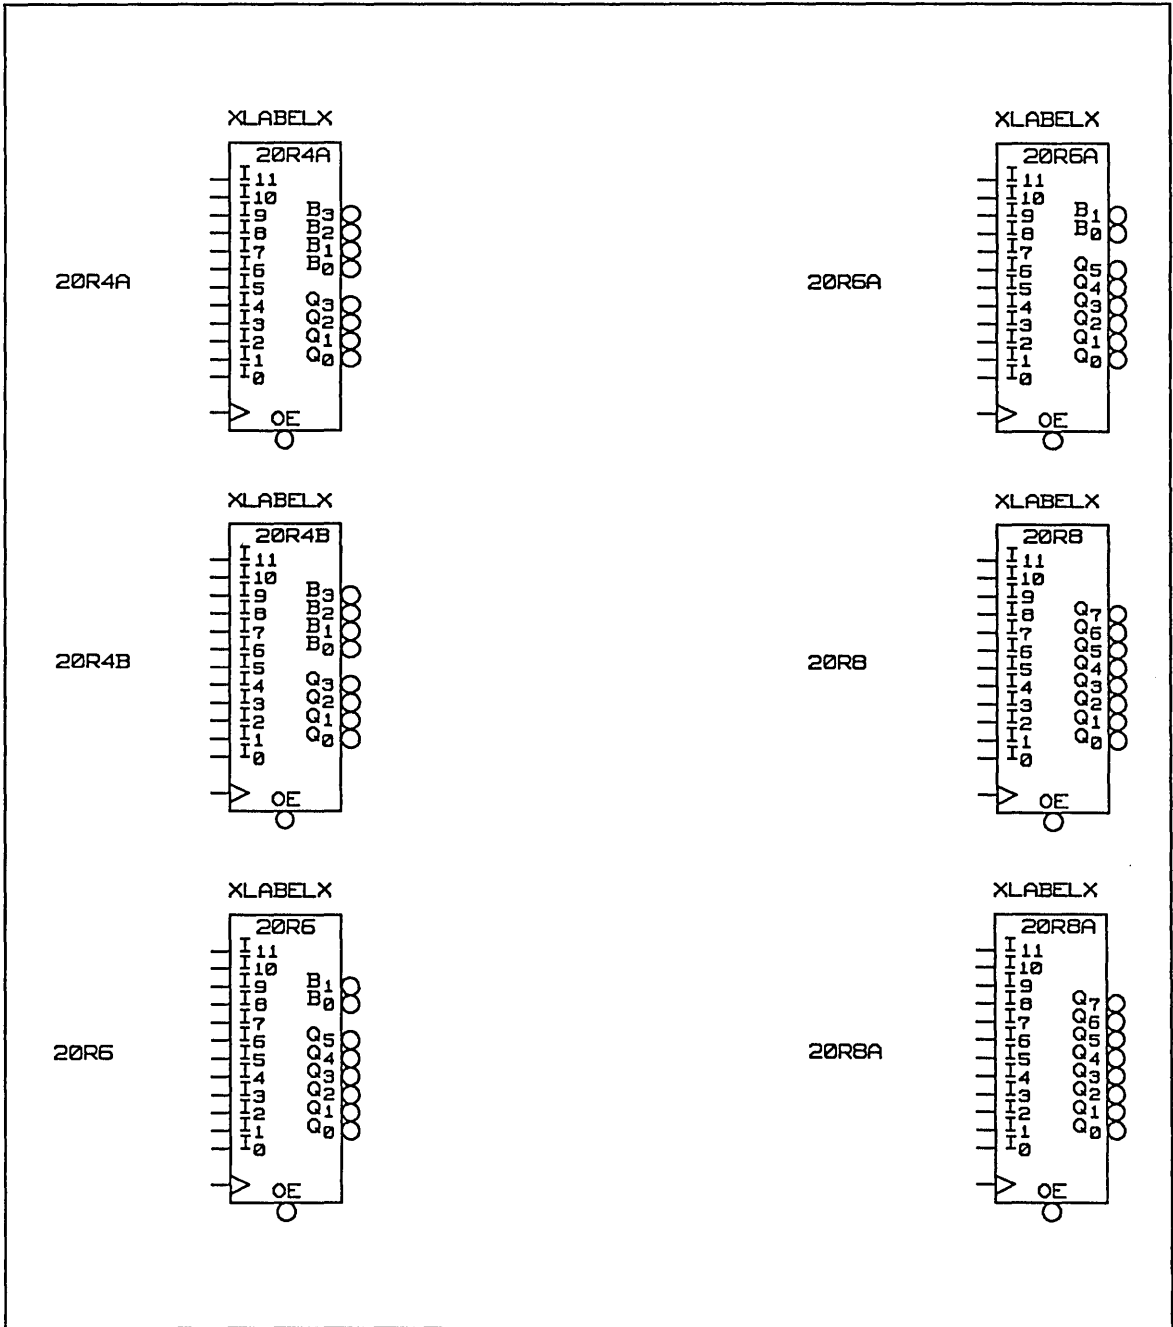 XLABELX
20R4A
I11
I10
I9
I8
I7
I6
I5
I4
I3
I2
I1
I0
B3
B2
B1
B0
Q3
Q2
Q1
Q0
OE
20R4A
XLABELX
20R6A
I11
I10
I9
I8
I7
I6
I5
I4
I3
I2
I1
I0
B1
B0
Q5
Q4
Q3
Q2
Q1
Q0
OE
20R6A
XLABELX
20R4B
I11
I10
I9
I8
I7
I6
I5
I4
I3
I2
I1
I0
B3
B2
B1
B0
Q3
Q2
Q1
Q0
OE
20R4B
XLABELX
20R8
I11
I10
I9
I8
I7
I6
I5
I4
I3
I2
I1
I0
Q7
Q6
Q5
Q4
Q3
Q2
Q1
Q0
OE
20R8
XLABELX
20R6
I11
I10
I9
I8
I7
I6
I5
I4
I3
I2
I1
I0
B1
B0
Q5
Q4
Q3
Q2
Q1
Q0
OE
20R6
XLABELX
20R8A
I11
I10
I9
I8
I7
I6
I5
I4
I3
I2
I1
I0
Q7
Q6
Q5
Q4
Q3
Q2
Q1
Q0
OE
20R8A